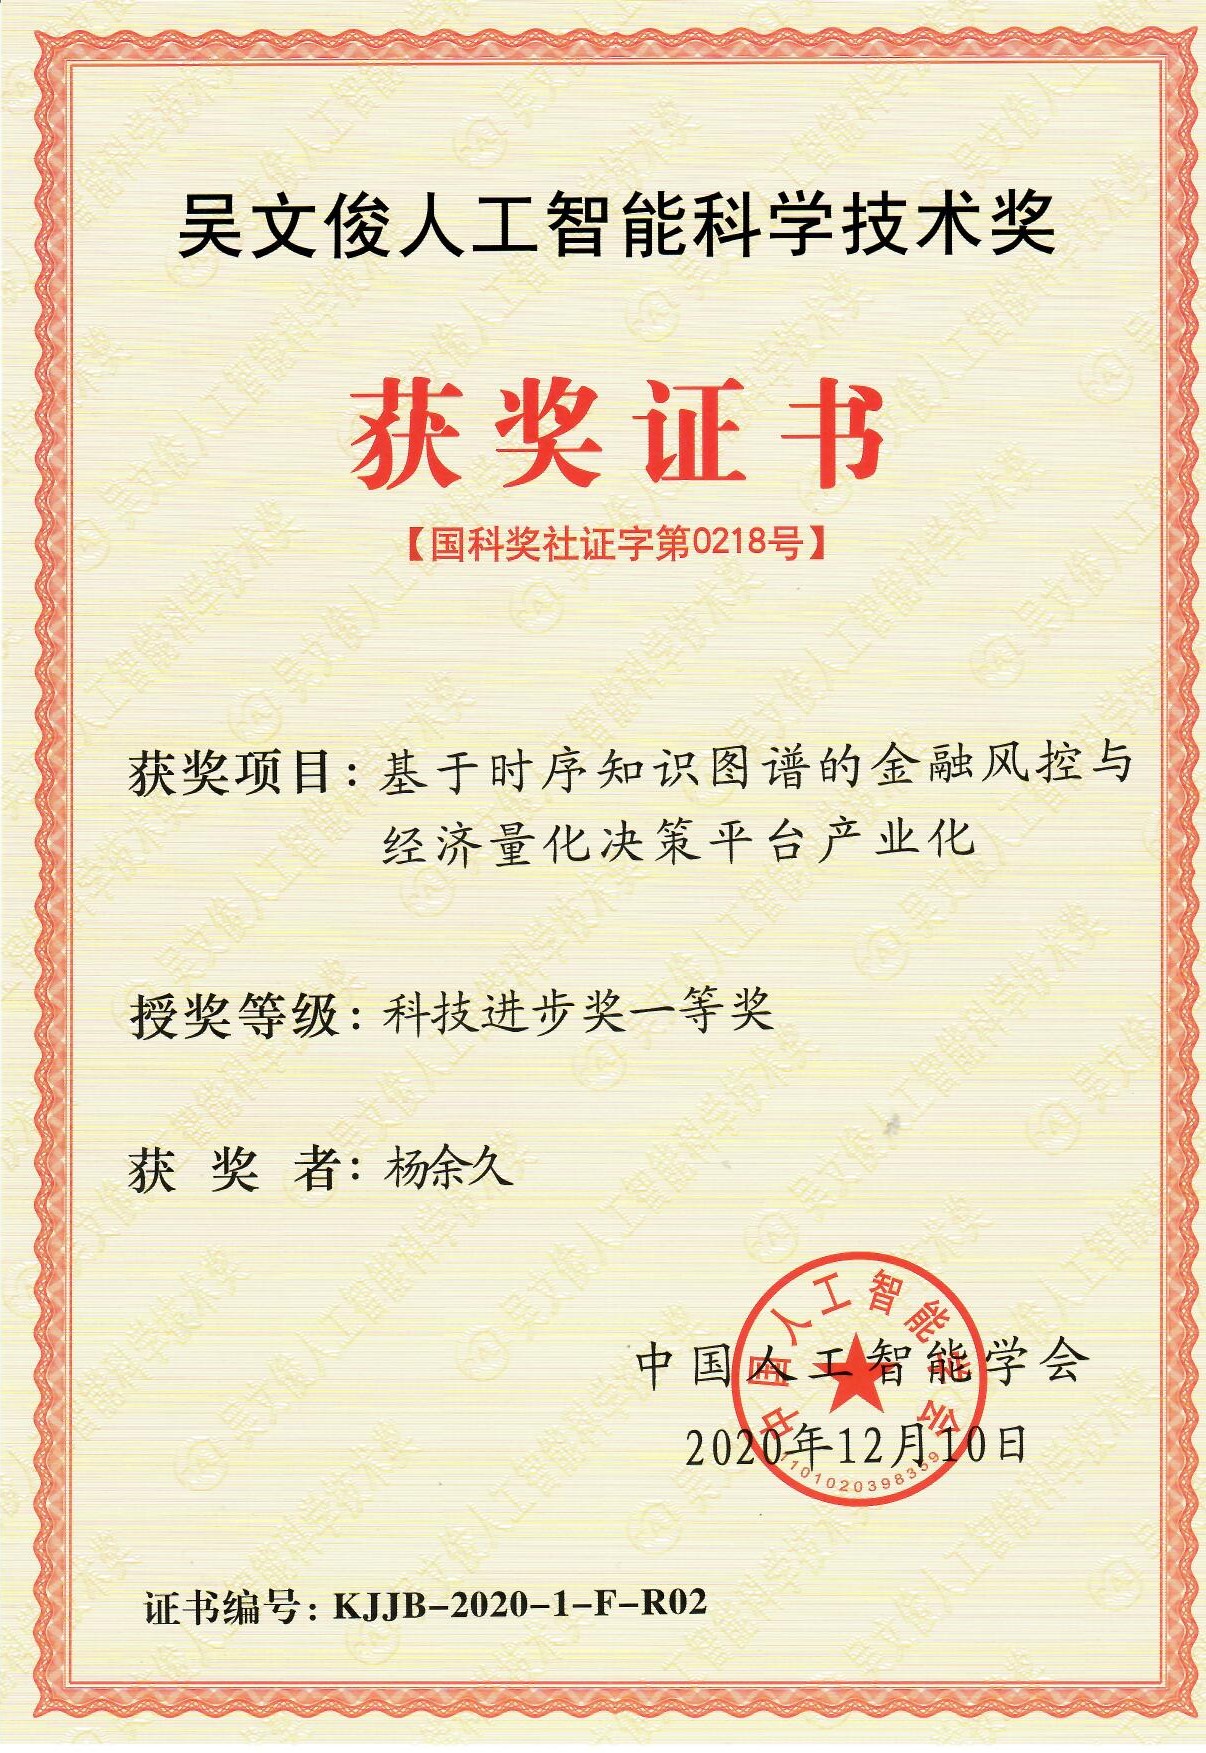 吴文俊人工智能科学技术奖
获奖证书
【国科奖社证字第0218号】
获奖项目：基于时序知识图谱的金融风控与
经济量化决策平台产业化
授奖等级：科技进步奖一等奖
获奖者：杨余久
中国人工智能学会
2020年12月10日
中国人工智能学会
1101020398339
证书编号：KJJB-2020-1-F-R02